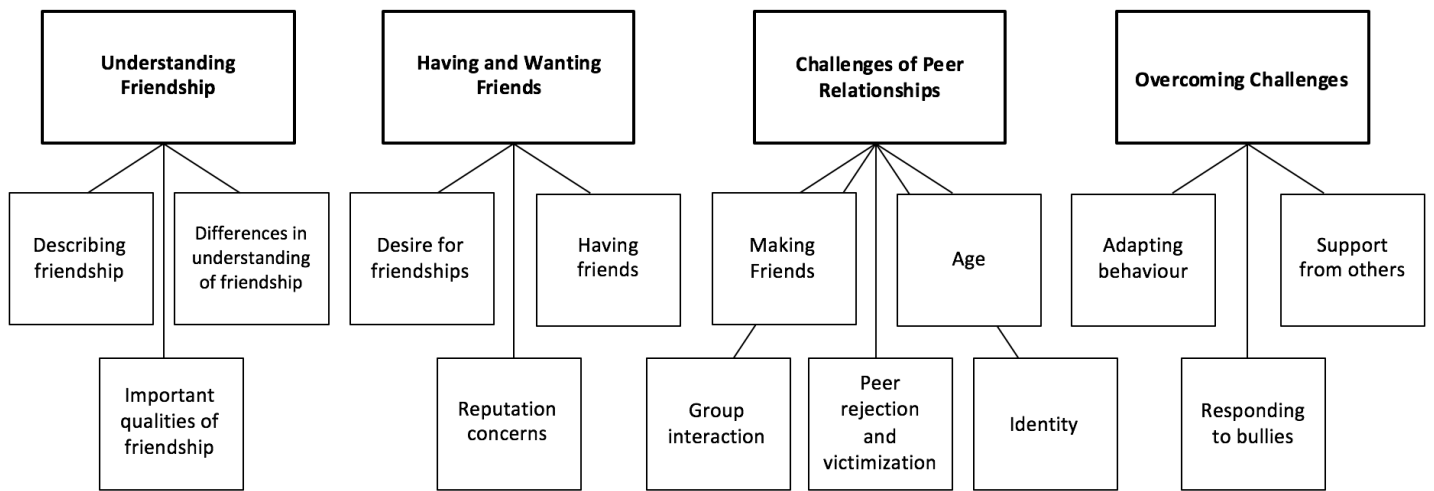 Understanding
Friendship
Having and Wanting
Friends
Challenges of Peer
Relationships
Overcoming Challenges
Describing
friendship
Differences in
understanding
of friendship
Desire for
friendships
Having
friends
Making
Friends
Age
Adapting
behaviour
Support
from others
Important
qualities of
friendship
Reputation
concerns
Group
interaction
Peer
rejection
and
victimization
Identity
Responding
to bullies